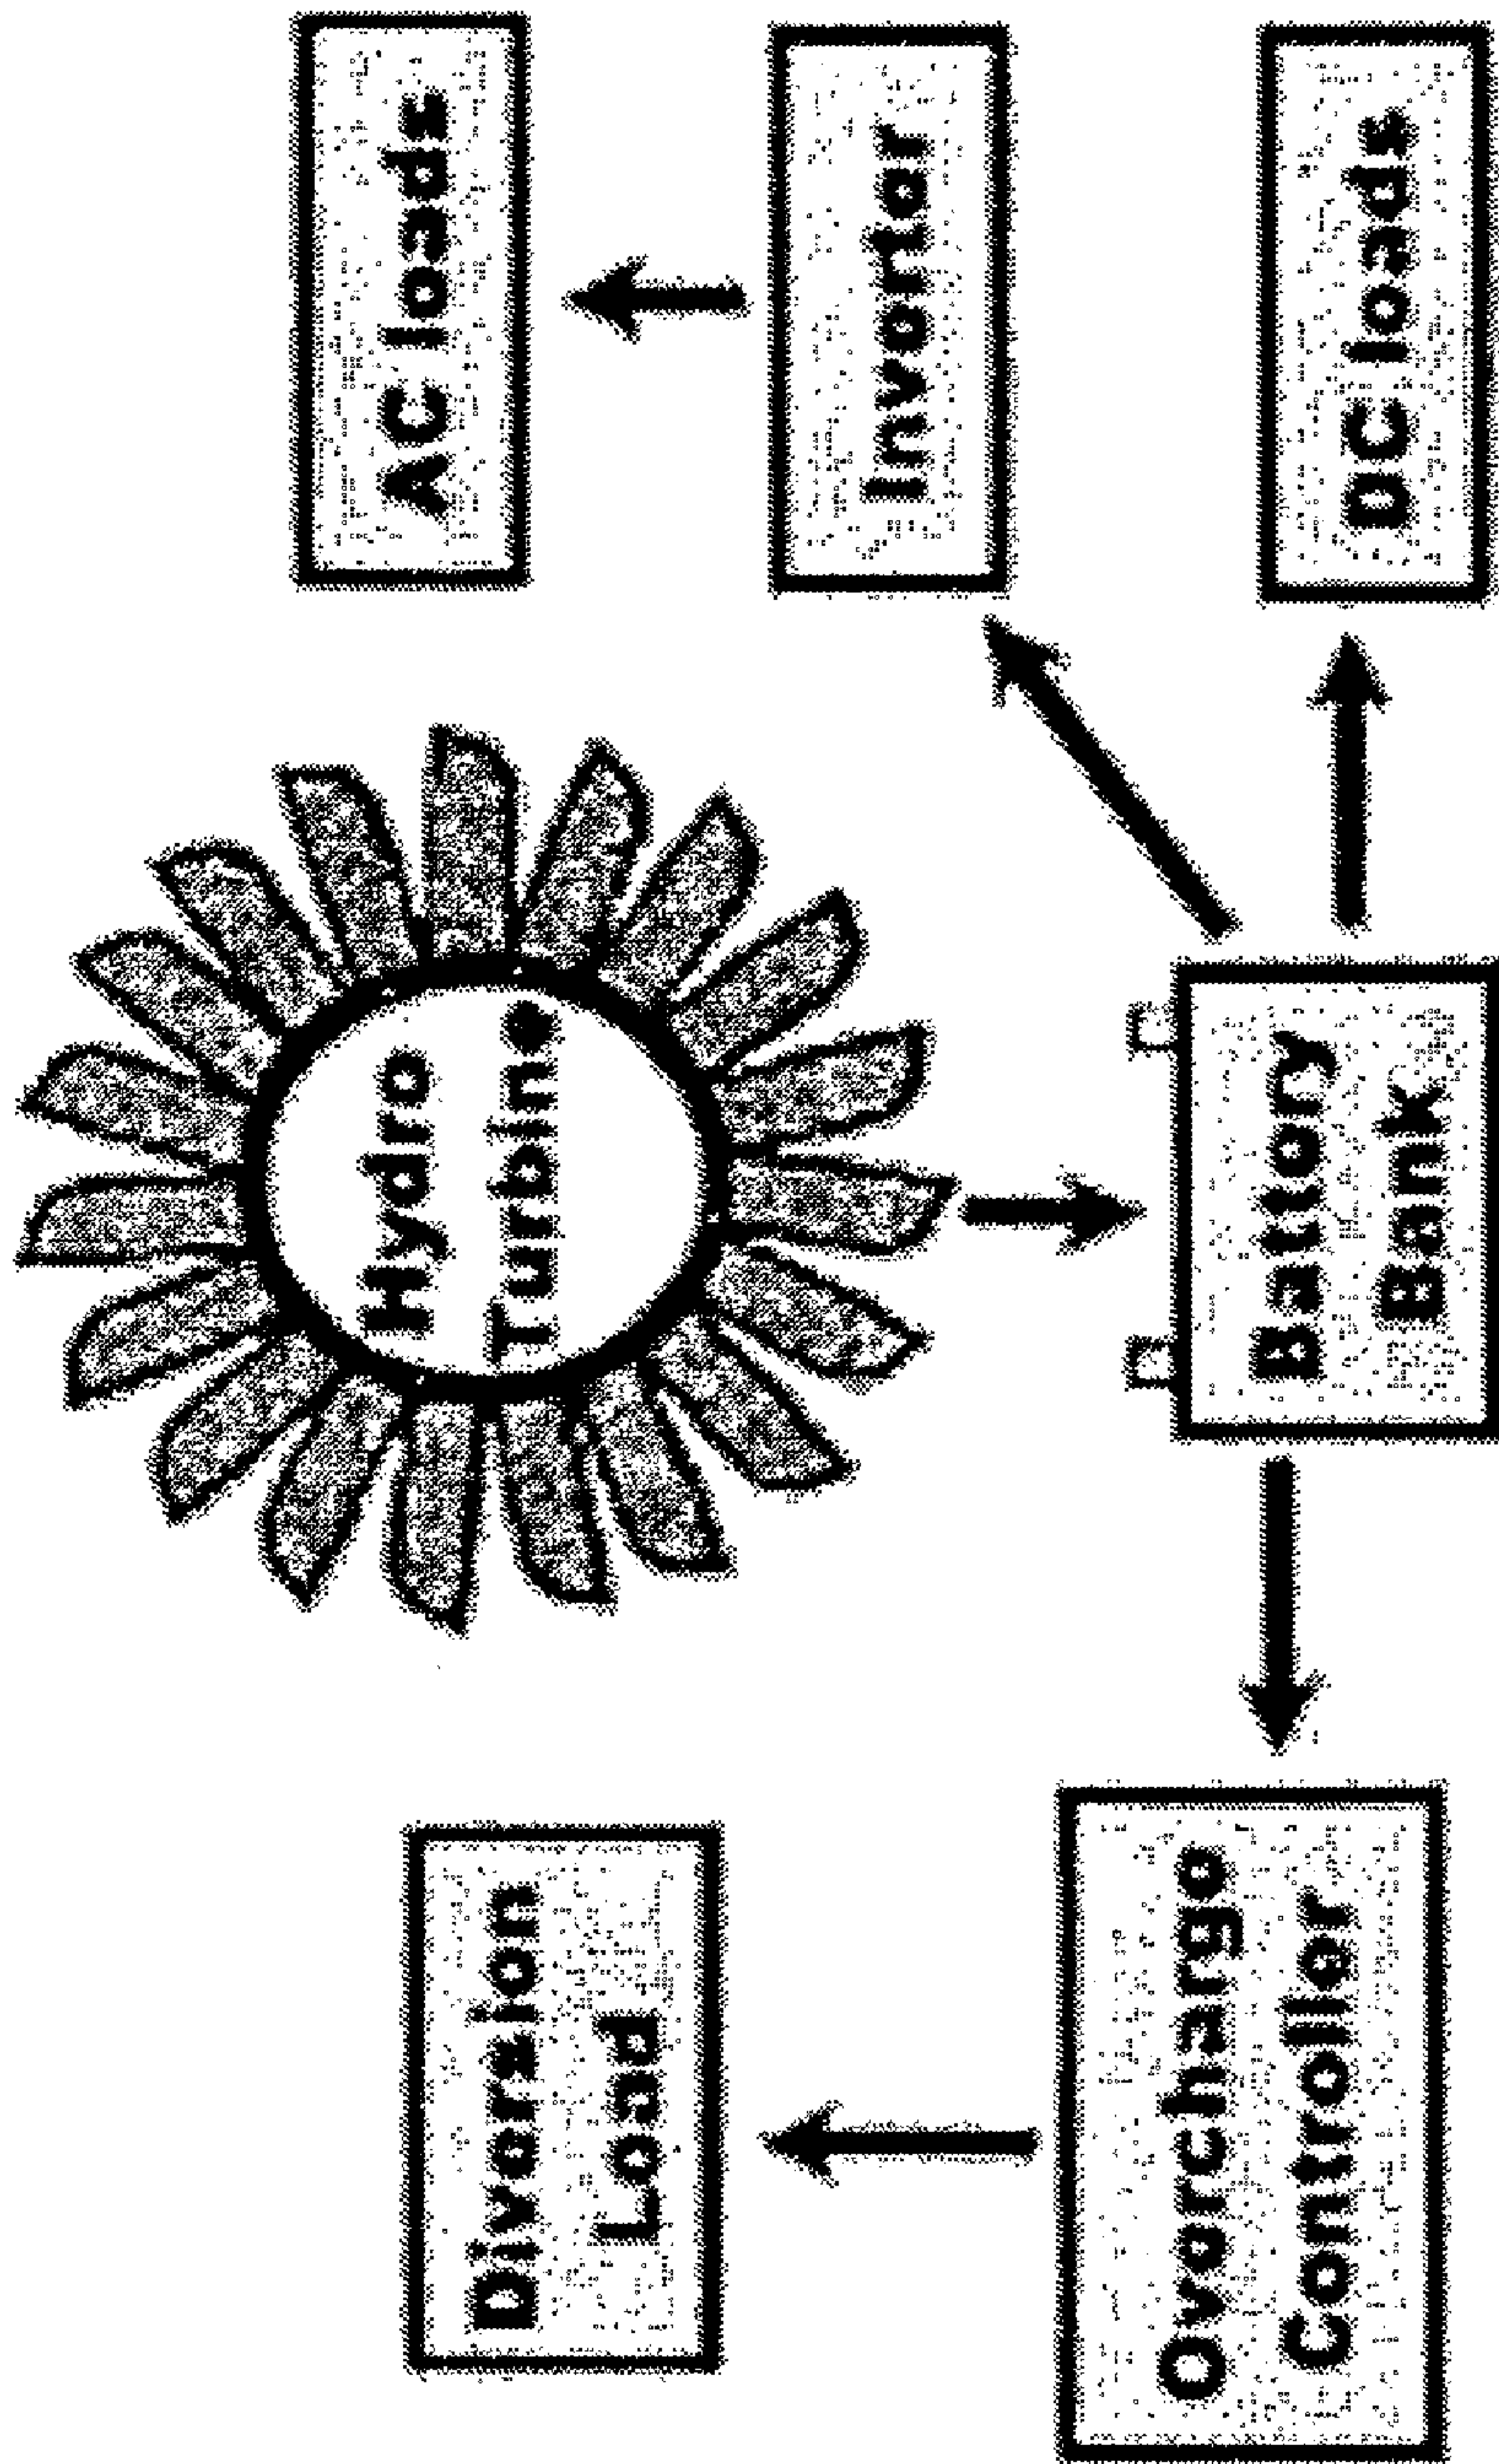 AC loads
Hydro
Turbine
Diversion
Load
Inverter
Overcharge
Controller
Battery
Bank
DC loads